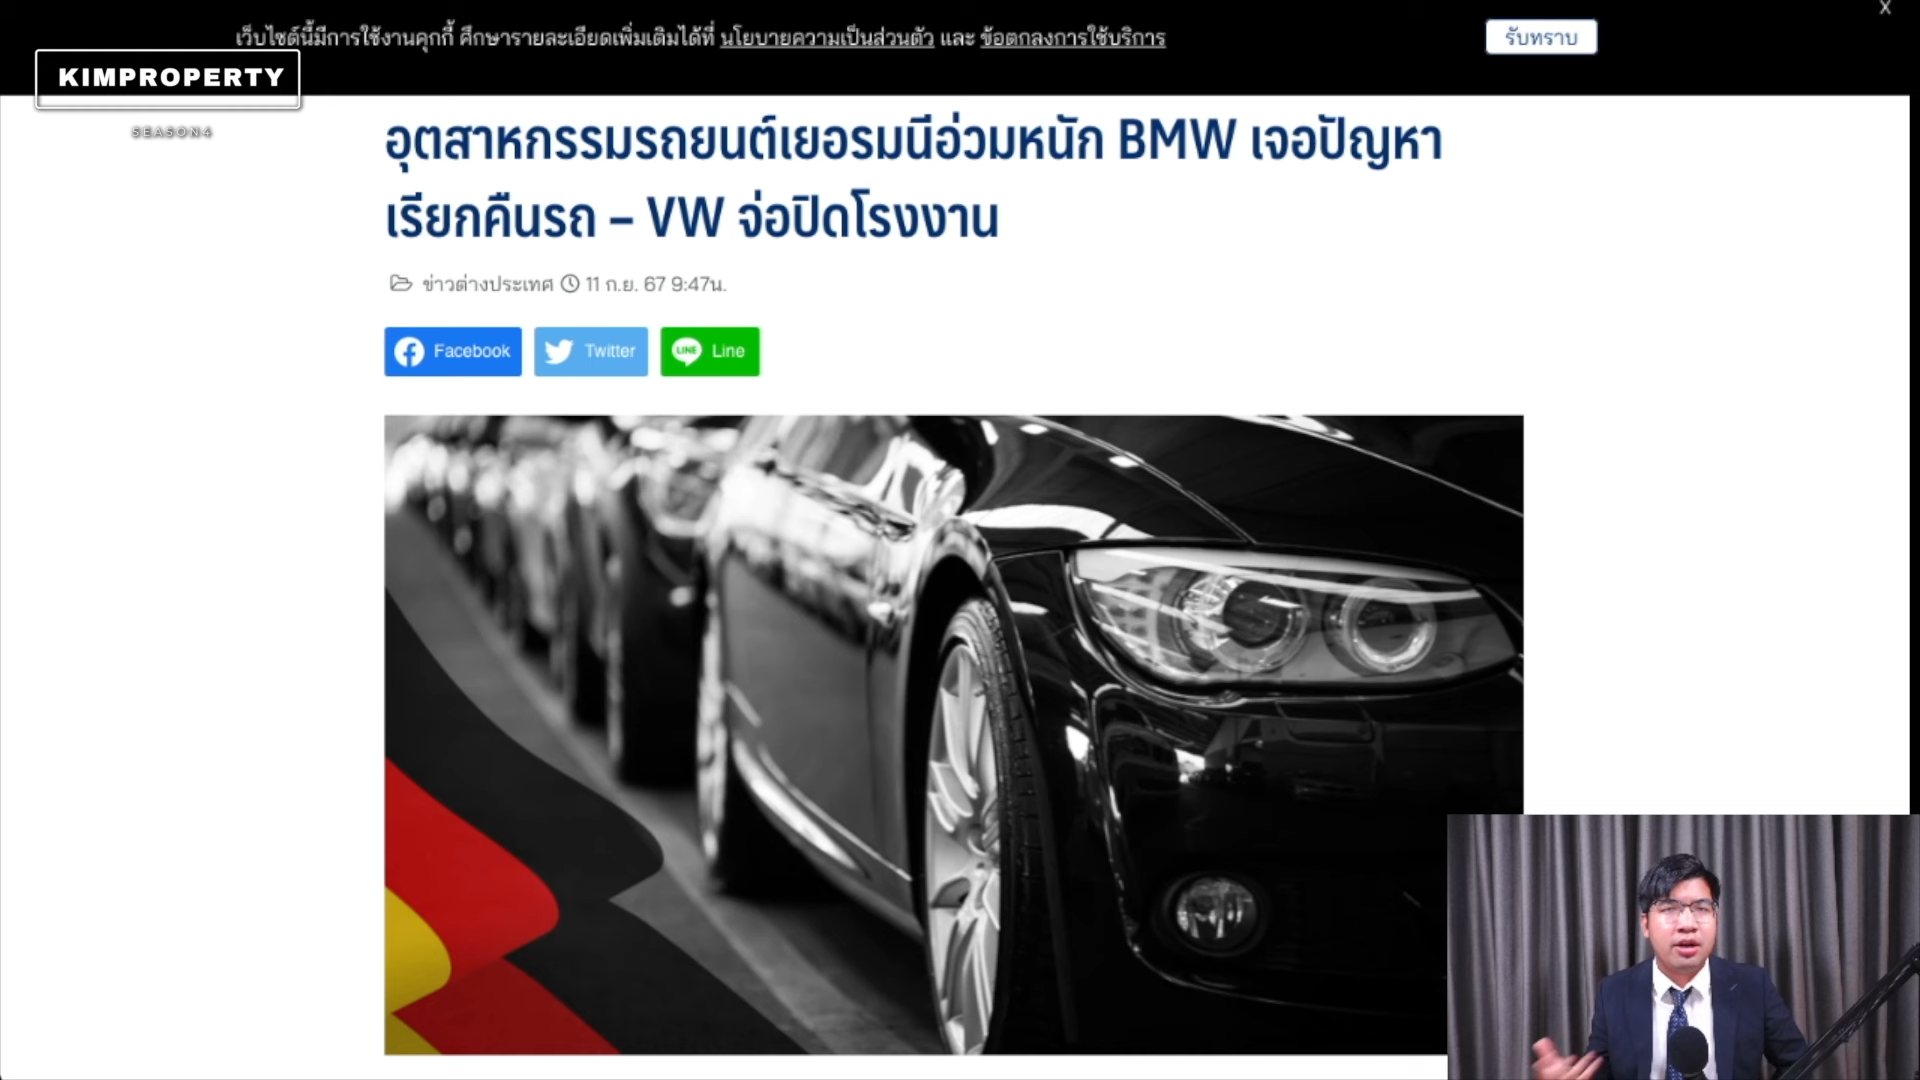 X
เว็บไซต์นี้มีการใช้งานคุกกี้ ศึกษารายละเอียดเพิ่มเติมได้ที่ นโยบายความเป็นส่วนตัว และ ข้อตกลงการใช้บริการ
รับทราบ
KIMPROPERTY
SEASON4
อุตสาหกรรมรถยนต์เยอรมนีอ่วมหนัก BMW เจอปัญหา
เรียกคืนรถ – VW จ่อปิดโรงงาน
ข่าวต่างประเทศ 11 ก.ย. 67 9:47น.
Facebook Twitter LINE Line